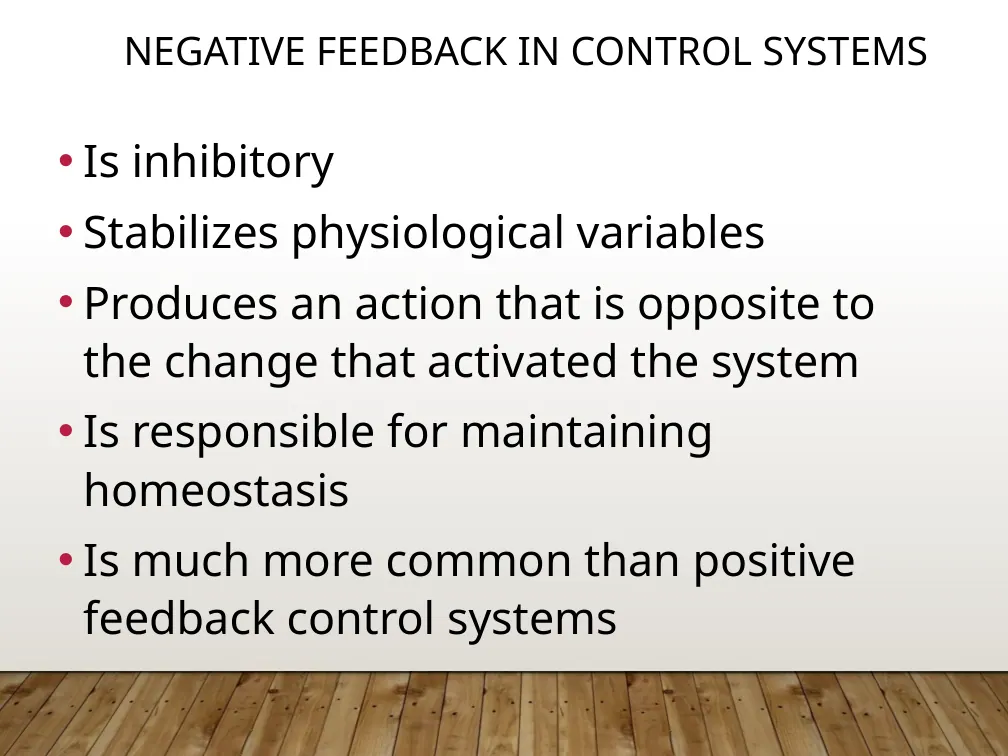 NEGATIVE FEEDBACK IN CONTROL SYSTEMS
• Is inhibitory
• Stabilizes physiological variables
• Produces an action that is opposite to
the change that activated the system
• Is responsible for maintaining
homeostasis
• Is much more common than positive
feedback control systems